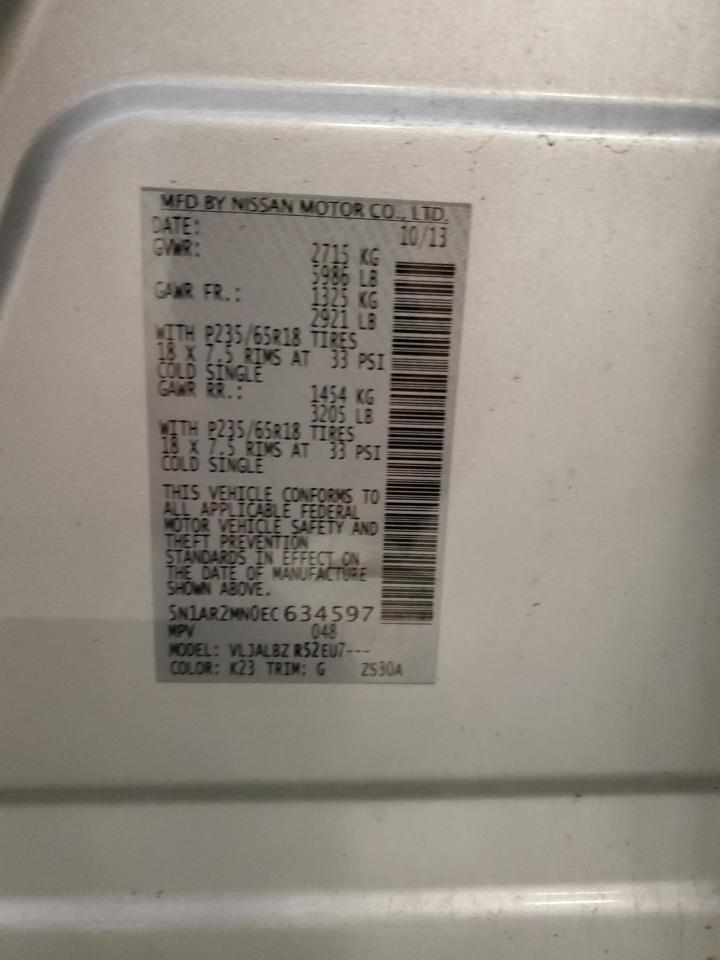 MFD BY NISSAN MOTOR CO., LTD.
DATE: 10/13
GVWR: 2715 KG
5986 LB
GAWR FR.: 1325 KG
2921 LB
WITH P235/65R18 TIRES
18 X 7.5 RIMS AT 33 PSI
COLD SINGLE
GAWR RR.: 1454 KG
3205 LB
WITH P235/65R18 TIRES
18 X 7.5 RIMS AT 33 PSI
COLD SINGLE
THIS VEHICLE CONFORMS TO
ALL APPLICABLE FEDERAL
MOTOR VEHICLE SAFETY AND
THEFT PREVENTION
STANDARDS IN EFFECT ON
THE DATE OF MANUFACTURE
SHOWN ABOVE.
5N1AR2MN0EC634597
MPV 048
MODEL: VLJALBZ R52EU7---
COLOR: K23 TRIM: G ZS30A